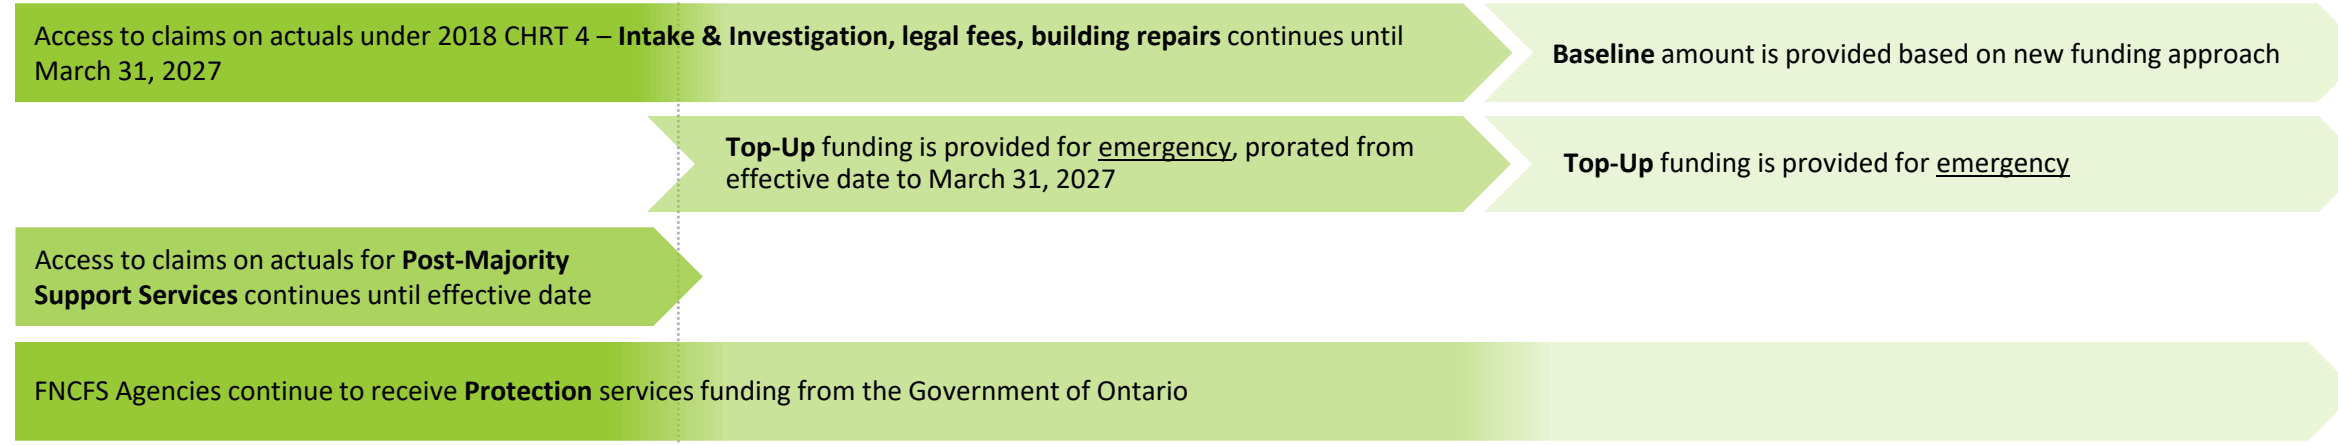 Access to claims on actuals under 2018 CHRT 4 – Intake & Investigation, legal fees, building repairs continues until
March 31, 2027
Baseline amount is provided based on new funding approach
Top-Up funding is provided for emergency, prorated from
effective date to March 31, 2027
Top-Up funding is provided for emergency
Access to claims on actuals for Post-Majority
Support Services continues until effective date
FNCFS Agencies continue to receive Protection services funding from the Government of Ontario